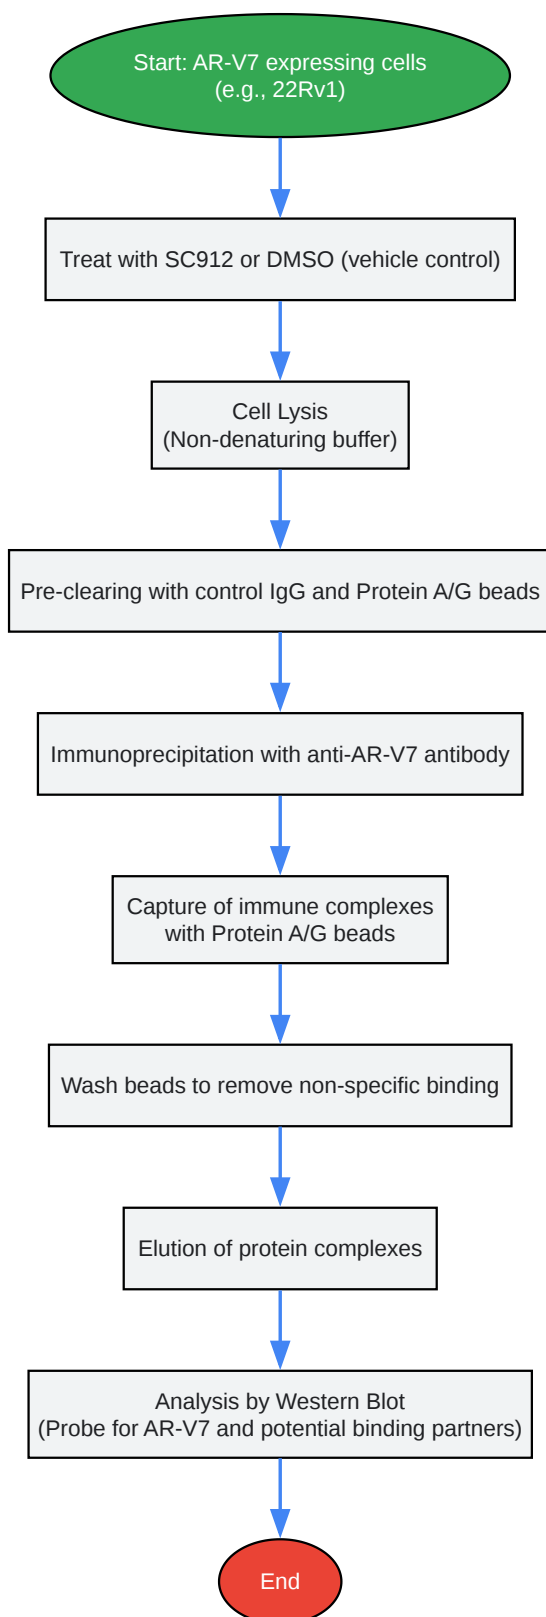 Start: AR-V7 expressing cells
(e.g., 22Rv1)
Treat with SC912 or DMSO (vehicle control)
Cell Lysis
(Non-denaturing buffer)
Pre-clearing with control IgG and Protein A/G beads
Immunoprecipitation with anti-AR-V7 antibody
Capture of immune complexes
with Protein A/G beads
Wash beads to remove non-specific binding
Elution of protein complexes
Analysis by Western Blot
(Probe for AR-V7 and potential binding partners)
End